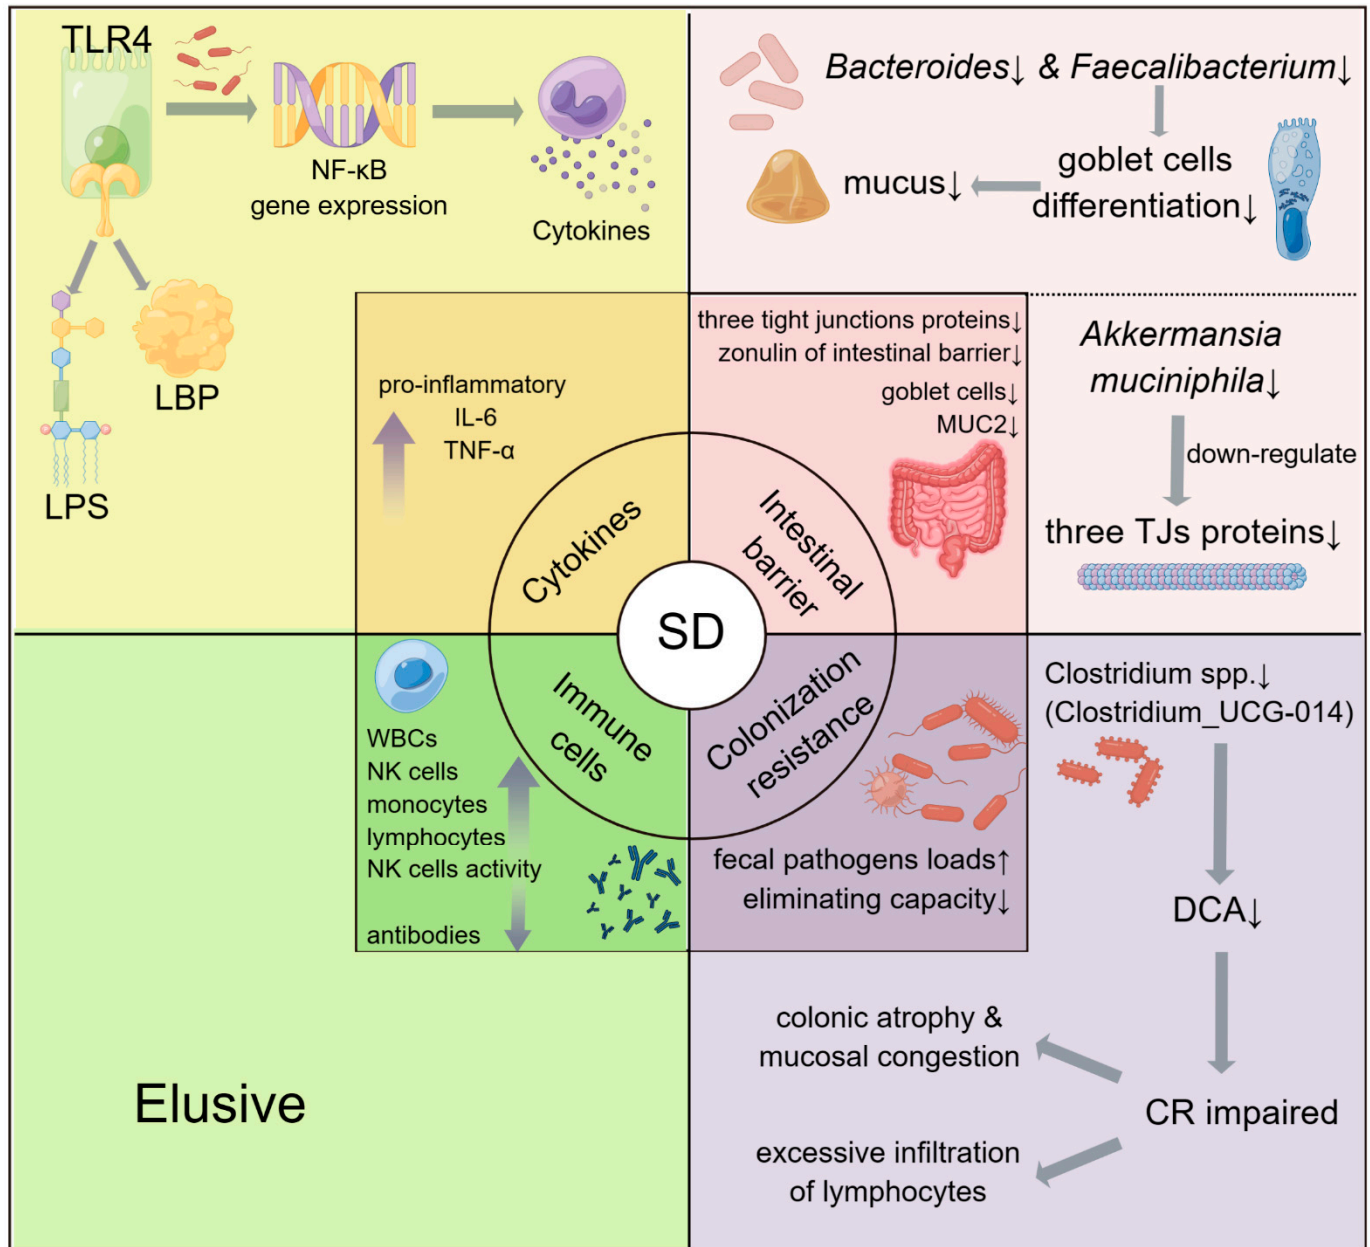 TLR4
NF-κB
gene expression
Cytokines
LBP
LPS
Bacteroides↓ & Faecalibacterium↓
goblet cells
differentiation↓
mucus↓
pro-inflammatory
IL-6
TNF-α
three tight junctions proteins↓
zonulin of intestinal barrier↓
goblet cells↓
MUC2↓
Akkermansia
muciniphila↓
down-regulate
three TJs proteins↓
Cytokines
Intestinal
barrier
SD
Immune
cells
Colonization
resistance
WBCs
NK cells
monocytes
lymphocytes
NK cells activity
antibodies
fecal pathogens loads↑
eliminating capacity↓
Clostridium spp.↓
(Clostridium_UCG-014)
DCA↓
CR impaired
colonic atrophy &
mucosal congestion
excessive infiltration
of lymphocytes
Elusive